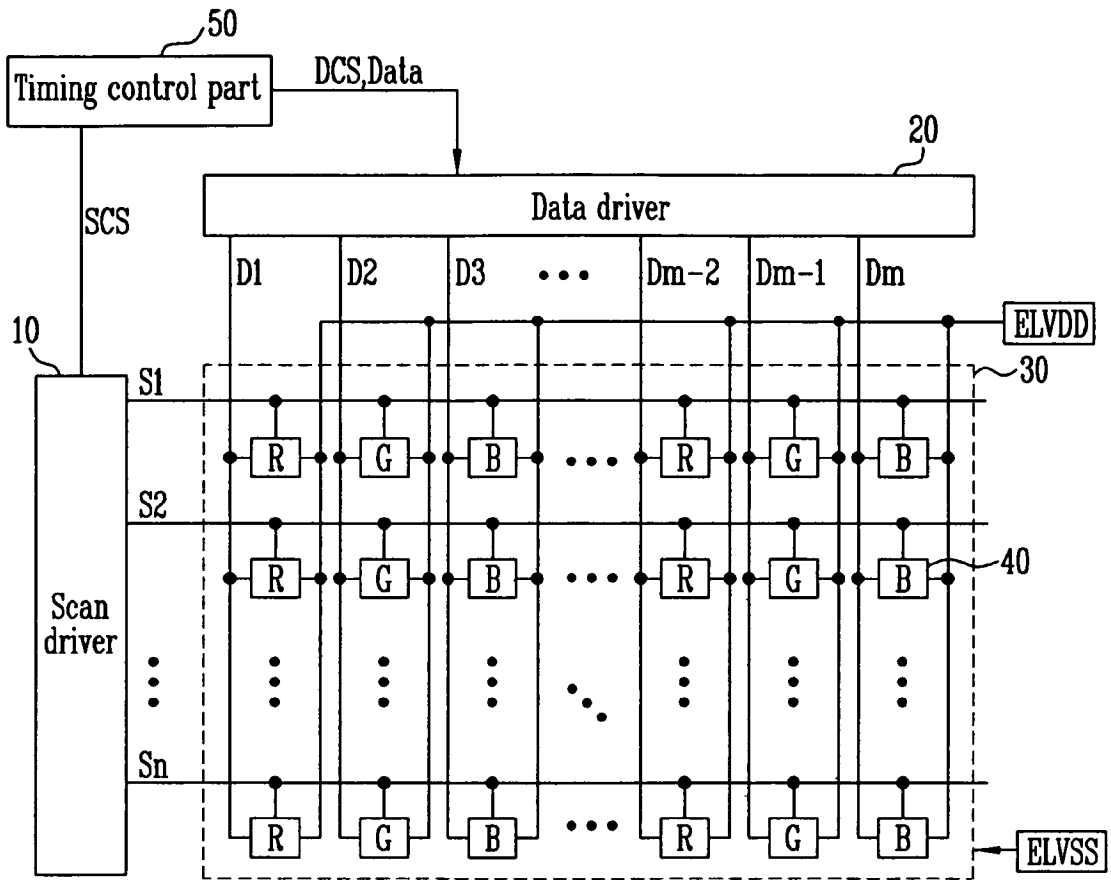 50
Timing control part
DCS,Data
SCS
20
Data driver
D1 D2 D3 Dm-2 Dm-1 Dm
ELVDD
10
30
S1
R G B R G B
S2
R G B R G B
40
Scan
driver
Sn
R G B R G B
ELVSS